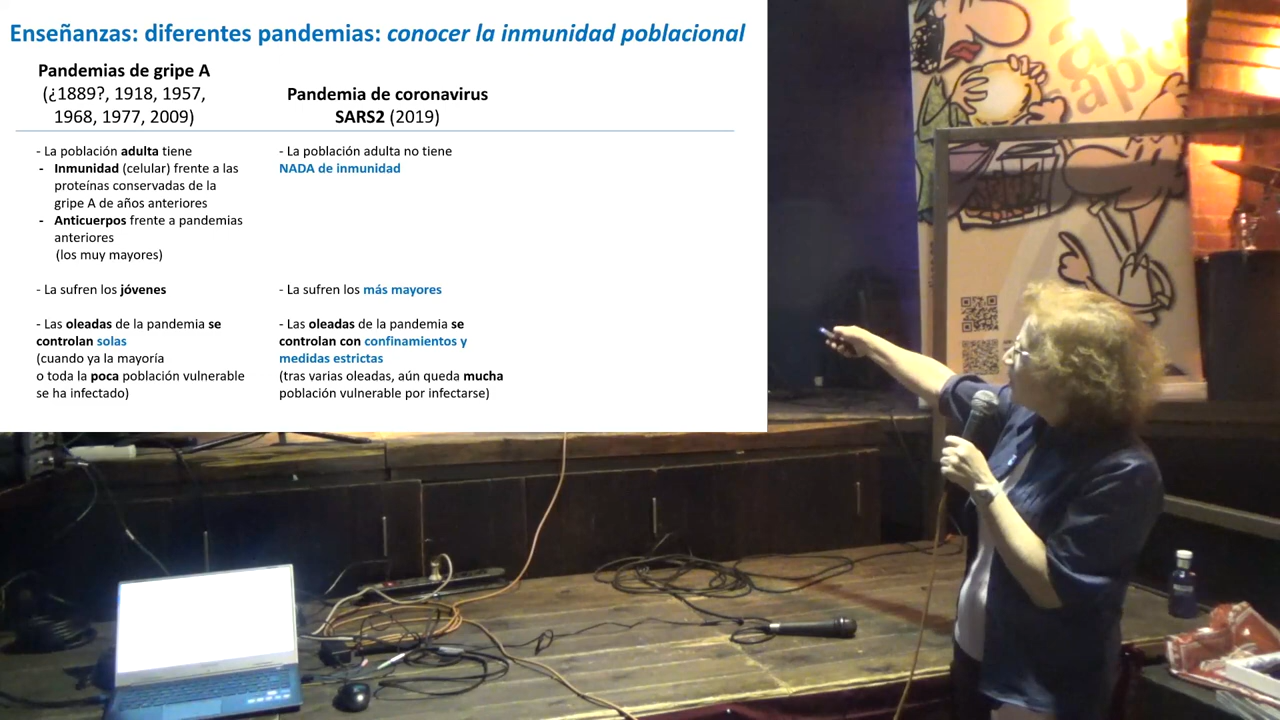 Enseñanzas: diferentes pandemias: conocer la inmunidad poblacional
Pandemias de gripe A
(¿1889?, 1918, 1957,
1968, 1977, 2009)
- La población adulta tiene
- Inmunidad (celular) frente a las
proteínas conservadas de la
gripe A de años anteriores
- Anticuerpos frente a pandemias
anteriores
(los muy mayores)
- La sufren los jóvenes
- Las oleadas de la pandemia se
controlan solas
(cuando ya la mayoría
o toda la poca población vulnerable
se ha infectado)
Pandemia de coronavirus
SARS2 (2019)
- La población adulta no tiene
NADA de inmunidad
- La sufren los más mayores
- Las oleadas de la pandemia se
controlan con confinamientos y
medidas estrictas
(tras varias oleadas, aún queda mucha
población vulnerable por infectarse)